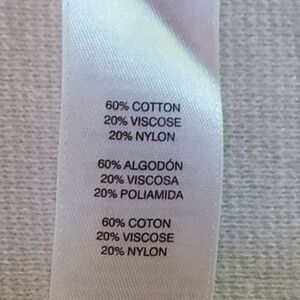 60% COTTON
20% VISCOSE
20% NYLON
60% ALGODÓN
20% VISCOSA
20% POLIAMIDA
60% COTON
20% VISCOSE
20% NYLON